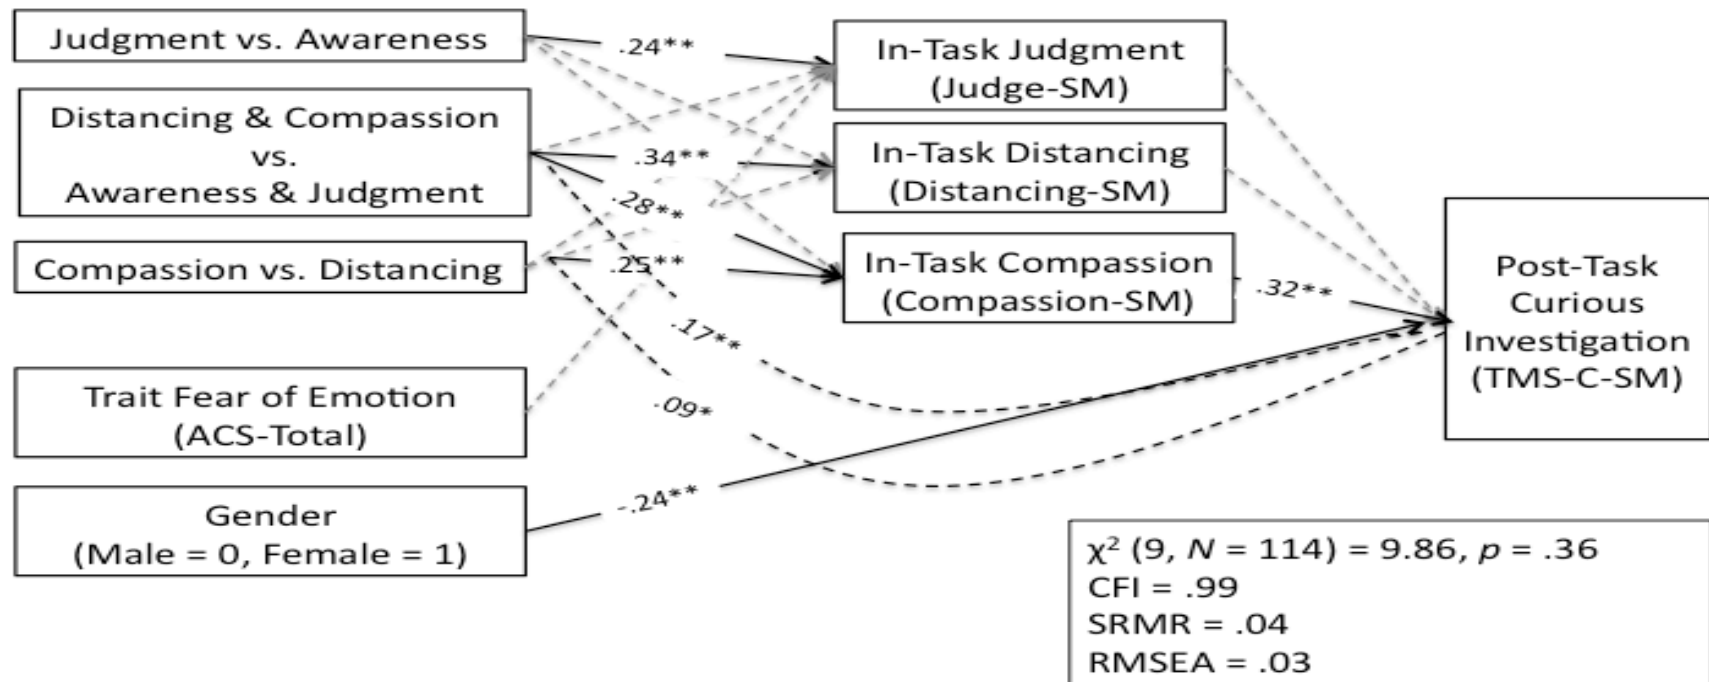 Judgment vs. Awareness
Distancing & Compassion
vs.
Awareness & Judgment
Compassion vs. Distancing
Trait Fear of Emotion
(ACS-Total)
Gender
(Male = 0, Female = 1)
.24**
.34**
.28**
.25**
.17**
.09*
-.24**
In-Task Judgment
(Judge-SM)
In-Task Distancing
(Distancing-SM)
In-Task Compassion
(Compassion-SM)
.32**
Post-Task
Curious
Investigation
(TMS-C-SM)
χ² (9, N = 114) = 9.86, p = .36
CFI = .99
SRMR = .04
RMSEA = .03